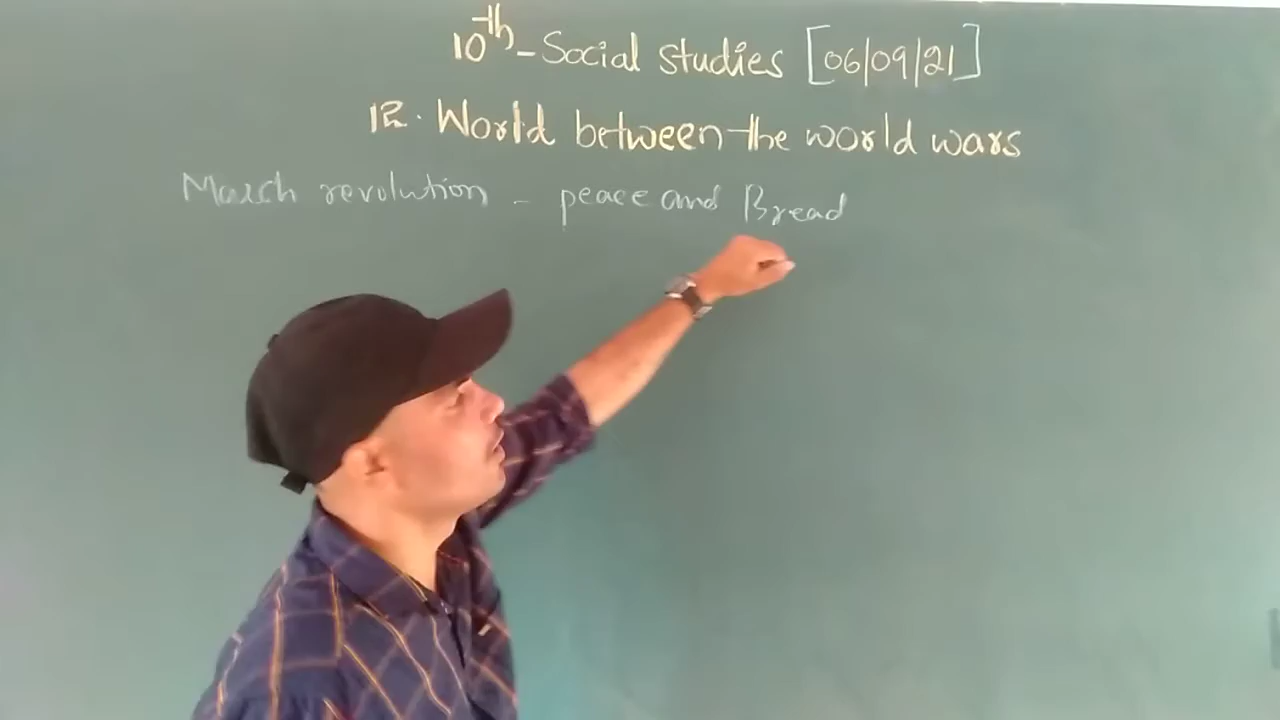 10th - Social studies [06/09/21]
12. World between the world wars
March revolution - peace and Bread